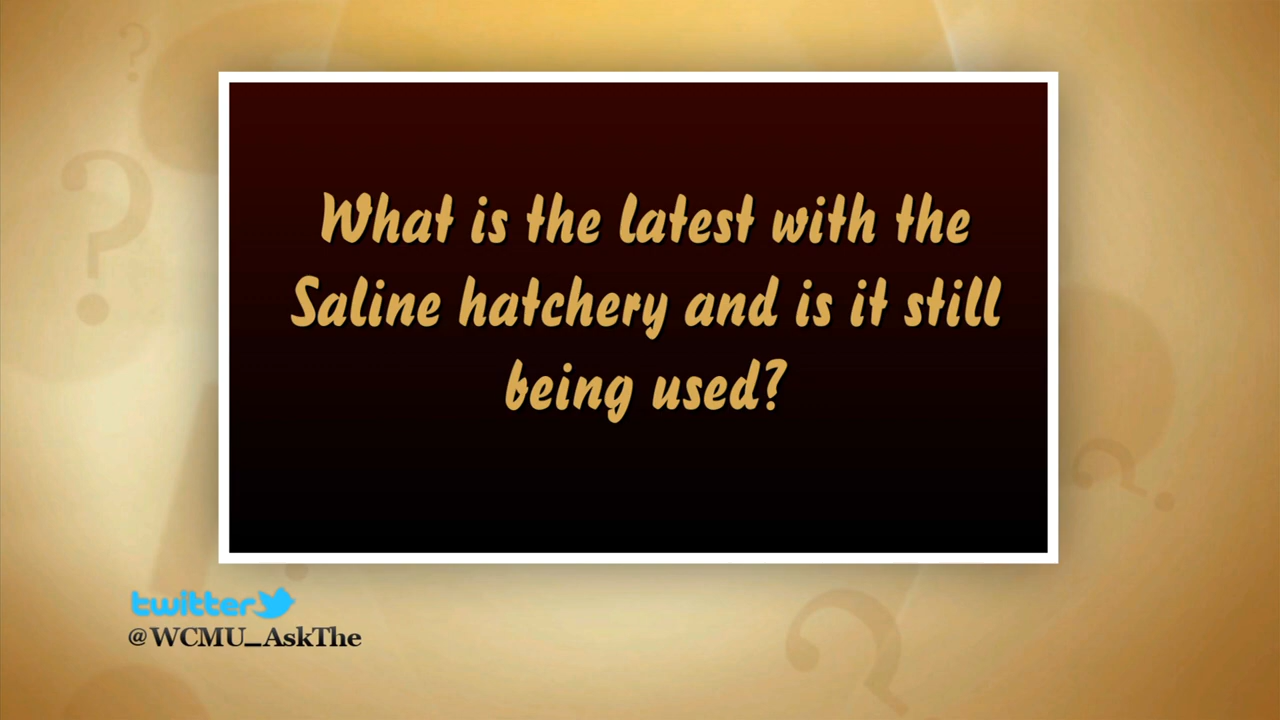 What is the latest with the
Saline hatchery and is it still
being used?
twitter
@WCMU_AskThe